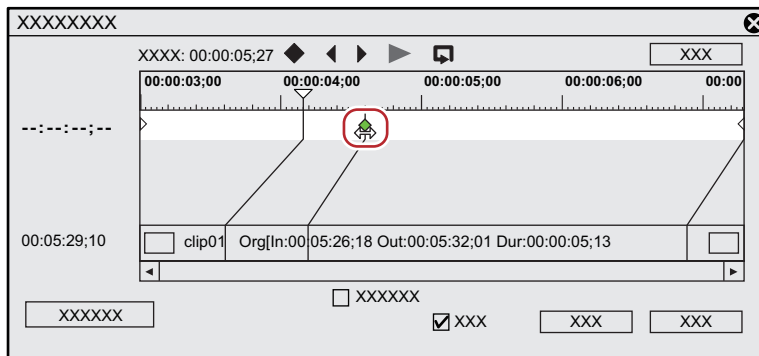 XXXXXXXX
XXXX: 00:00:05;27
XXX
00:00:03;00 00:00:04;00 00:00:05;00 00:00:06;00 00:00
--:--:--;--
00:05:29;10
clip01 Org[In:00:05:26;18 Out:00:05:32;01 Dur:00:00:05;13
XXXXXX
XXXXXX
XXX
XXX
XXX